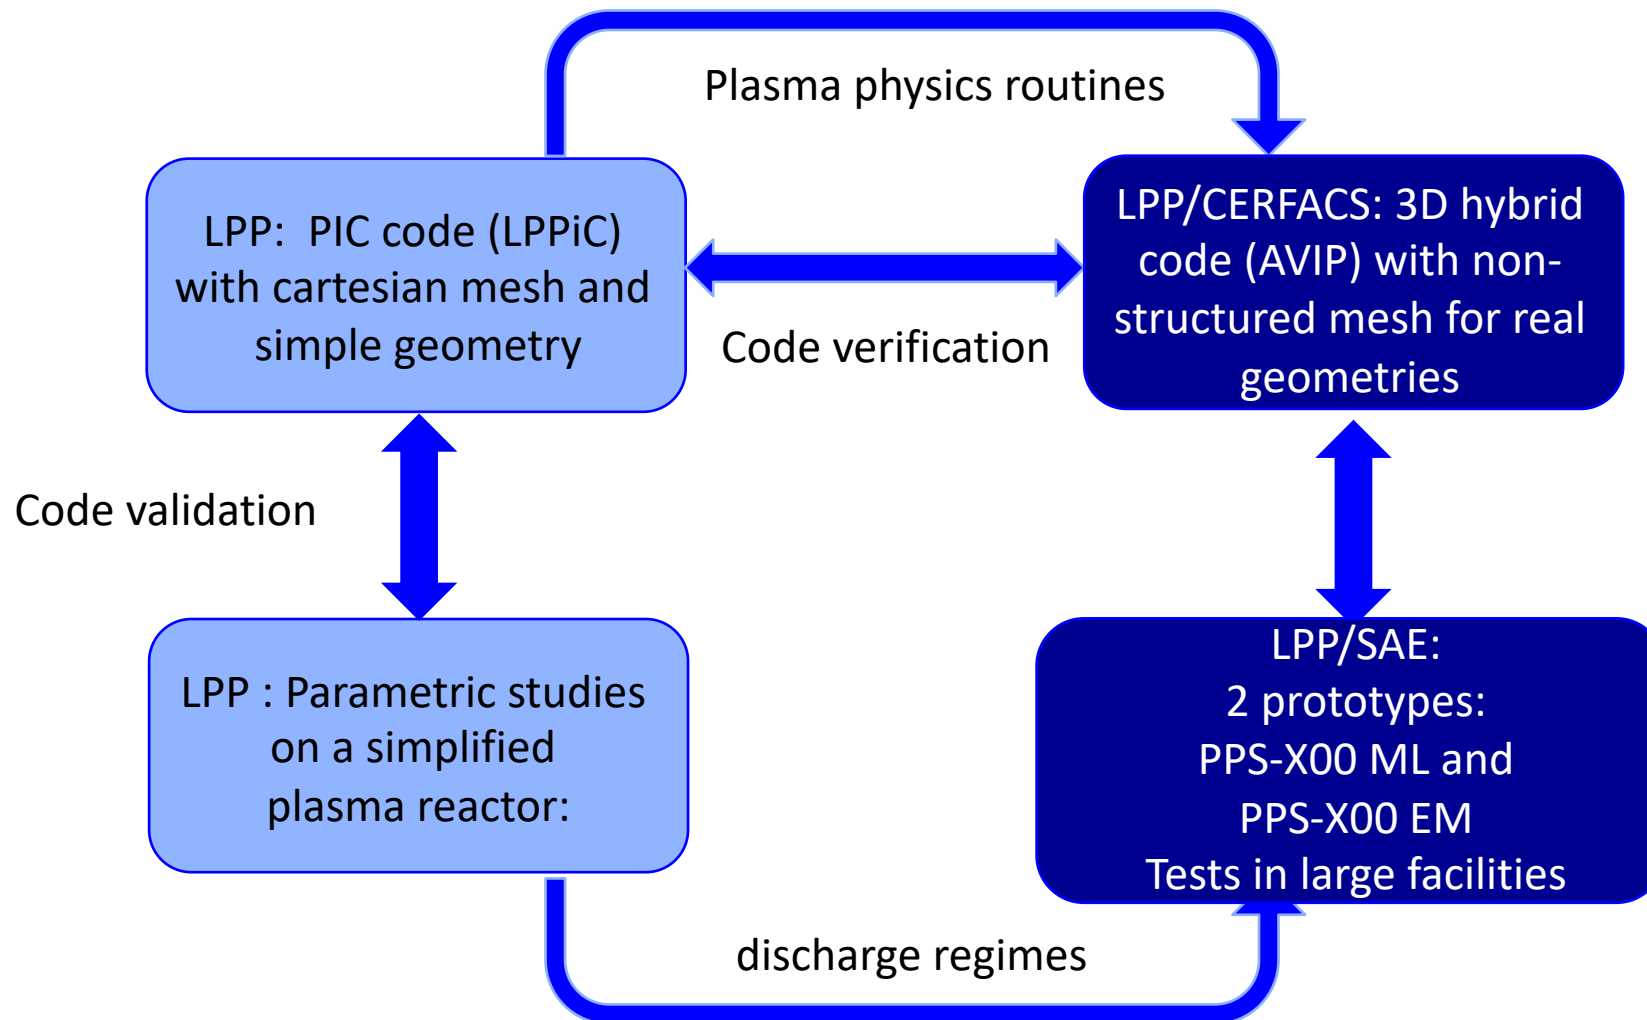 Plasma physics routines
LPP:  PIC code (LPPiC)
with cartesian mesh and
simple geometry
LPP/CERFACS: 3D hybrid
code (AVIP) with non-
structured mesh for real
geometries
Code verification
Code validation
LPP : Parametric studies
on a simplified
plasma reactor:
LPP/SAE:
2 prototypes:
PPS-X00 ML and
PPS-X00 EM
Tests in large facilities
discharge regimes